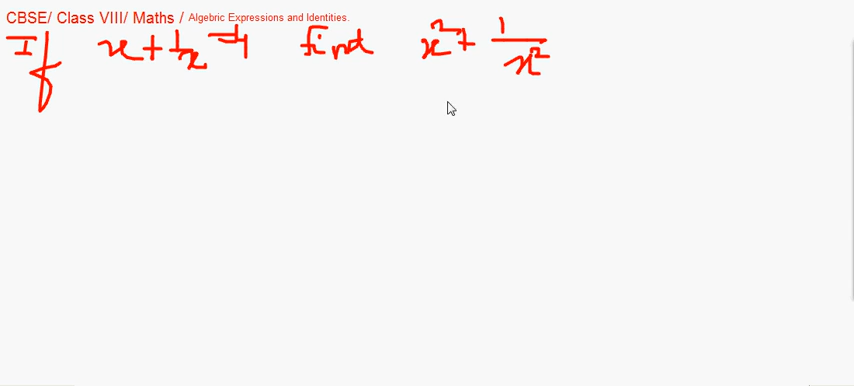 CBSE/ Class VIII/ Maths / Algebric Expressions and Identities.
If x + 1/x = 4 find x² + 1/x²